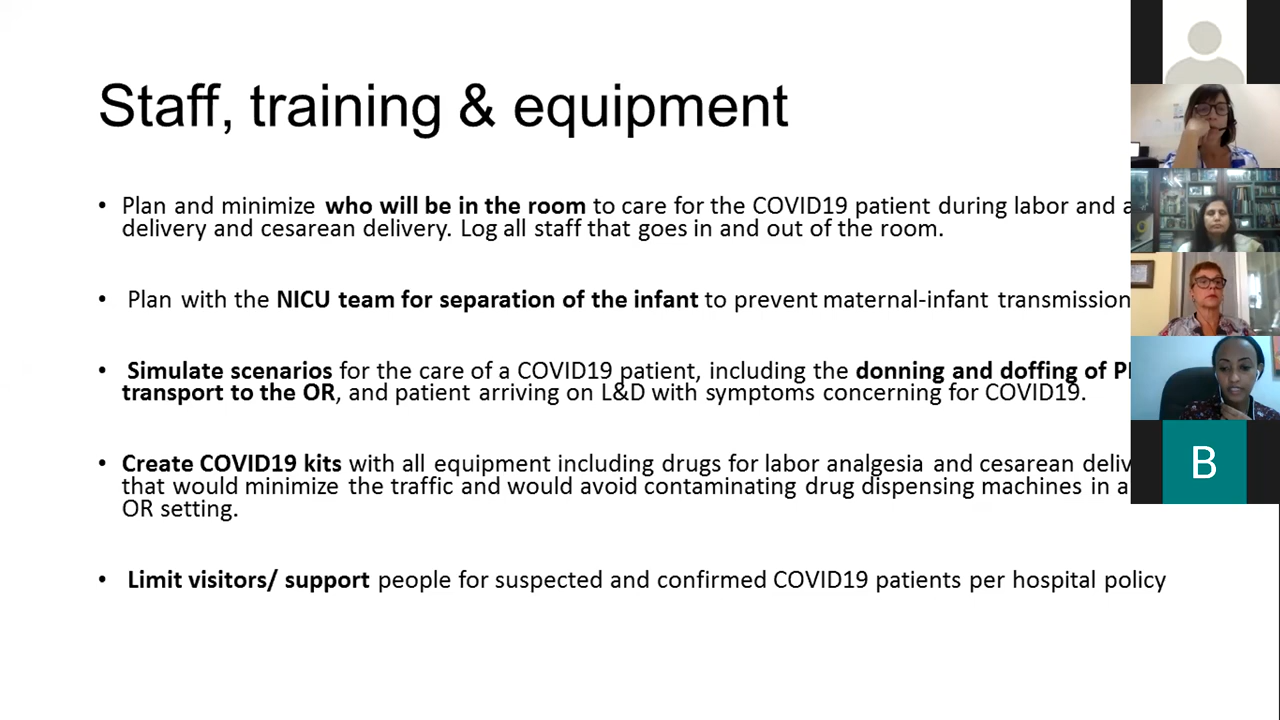 Staff, training & equipment
• Plan and minimize who will be in the room to care for the COVID19 patient during labor and a
delivery and cesarean delivery. Log all staff that goes in and out of the room.
• Plan with the NICU team for separation of the infant to prevent maternal-infant transmission
• Simulate scenarios for the care of a COVID19 patient, including the donning and doffing of
transport to the OR, and patient arriving on L&D with symptoms concerning for COVID19.
• Create COVID19 kits with all equipment including drugs for labor analgesia and cesarean
that would minimize the traffic and would avoid contaminating drug dispensing machines in a
OR setting.
• Limit visitors/ support people for suspected and confirmed COVID19 patients per hospital policy
B